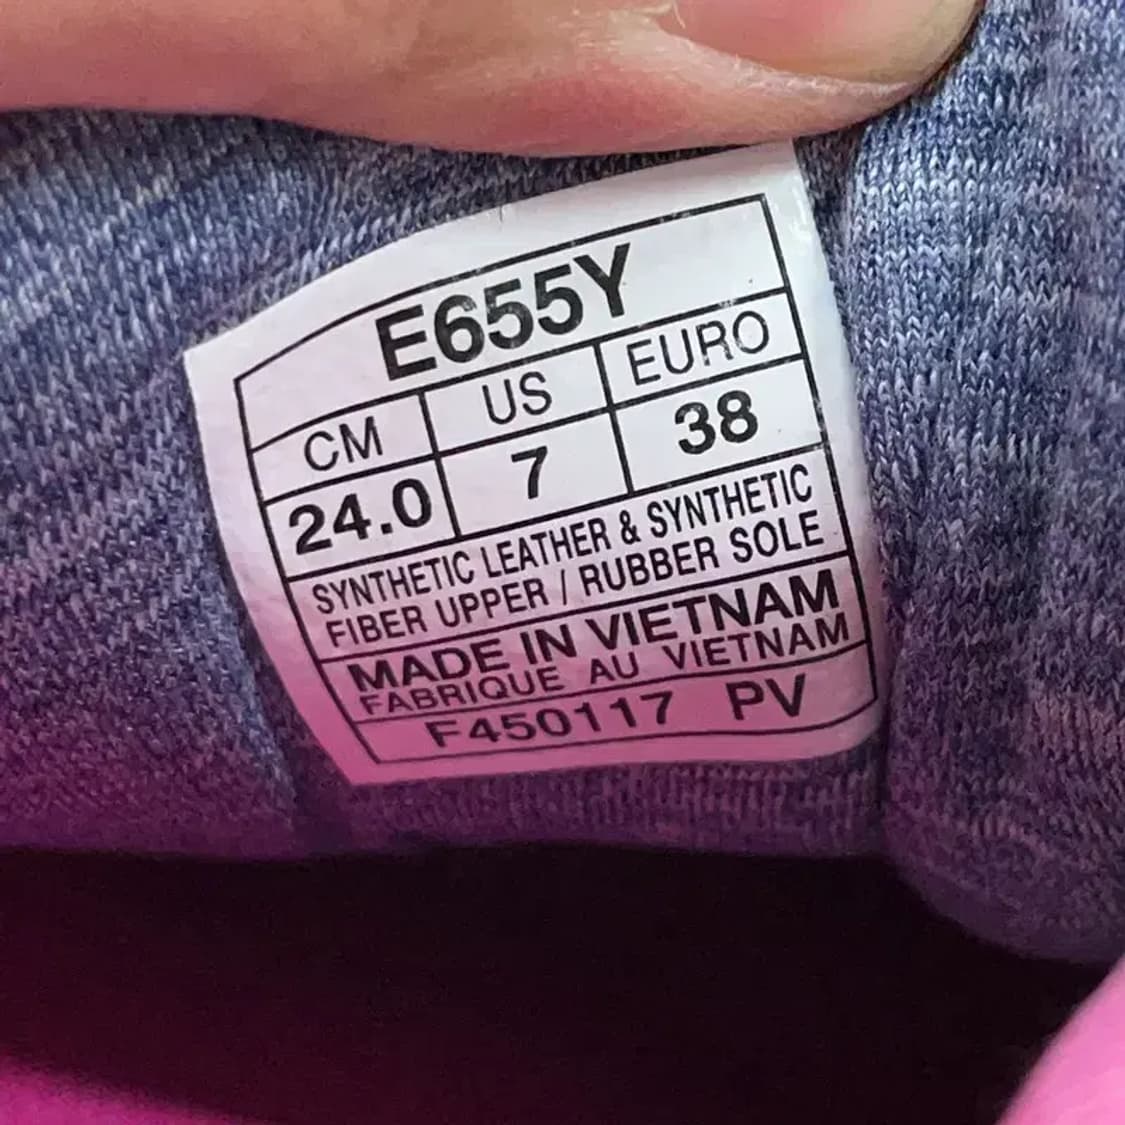 E655Y
CM US EURO
24.0 7 38
SYNTHETIC LEATHER & SYNTHETIC
FIBER UPPER / RUBBER SOLE
MADE IN VIETNAM
FABRIQUE AU VIETNAM
F450117 PV